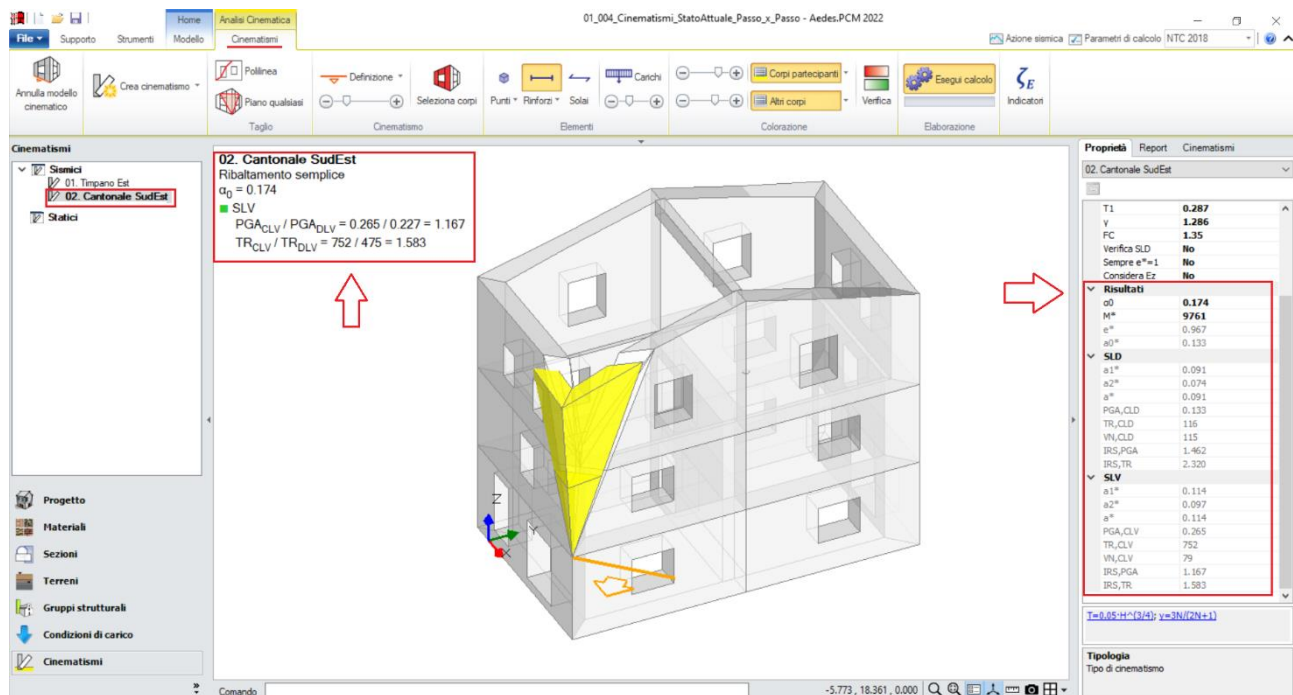 01_004_Cinematismi_StatoAttuale_Passo_x_Passo - Aedes.PCM 2022
Home
Analisi Cinematica
File
Supporto
Strumenti
Modello
Cinematismi
Azione sismica
Parametri di calcolo
NTC 2018
Annulla modello
cinematico
Crea cinematismo
Polilinea
Piano qualsiasi
Taglio
Definizione
Seleziona corpi
Cinematismo
Punti
Rinforzi
Solai
Carichi
Elementi
Corpi partecipanti
Altri corpi
Verifica
Colorazione
Esegui calcolo
Elaborazione
ζE
Indicatori
Cinematismi
Sismici
01. Timpano Est
02. Cantonale SudEst
Statici
Progetto
Materiali
Sezioni
Terreni
Gruppi strutturali
Condizioni di carico
Cinematismi
02. Cantonale SudEst
Ribaltamento semplice
α0 = 0.174
SLV
PGACLV / PGADLV = 0.265 / 0.227 = 1.167
TRCLV / TRDLV = 752 / 475 = 1.583
Z
Y
X
Comando
-5.773 , 18.361 , 0.000
Proprietà Report Cinematismi
02. Cantonale SudEst
T1 0.287
γ 1.286
FC 1.35
Verifica SLD No
Sempre e*=1 No
Considera Ez No
Risultati
α0 0.174
M* 9761
e* 0.967
a0* 0.133
SLD
a1* 0.091
a2* 0.074
a* 0.091
PGA,CLD 0.133
TR,CLD 116
VN,CLD 115
IRS,PGA 1.462
IRS,TR 2.320
SLV
a1* 0.114
a2* 0.097
a* 0.114
PGA,CLV 0.265
TR,CLV 752
VN,CLV 79
IRS,PGA 1.167
IRS,TR 1.583
T=0.05·H^(3/4); γ=3N/(2N+1)
Tipologia
Tipo di cinematismo